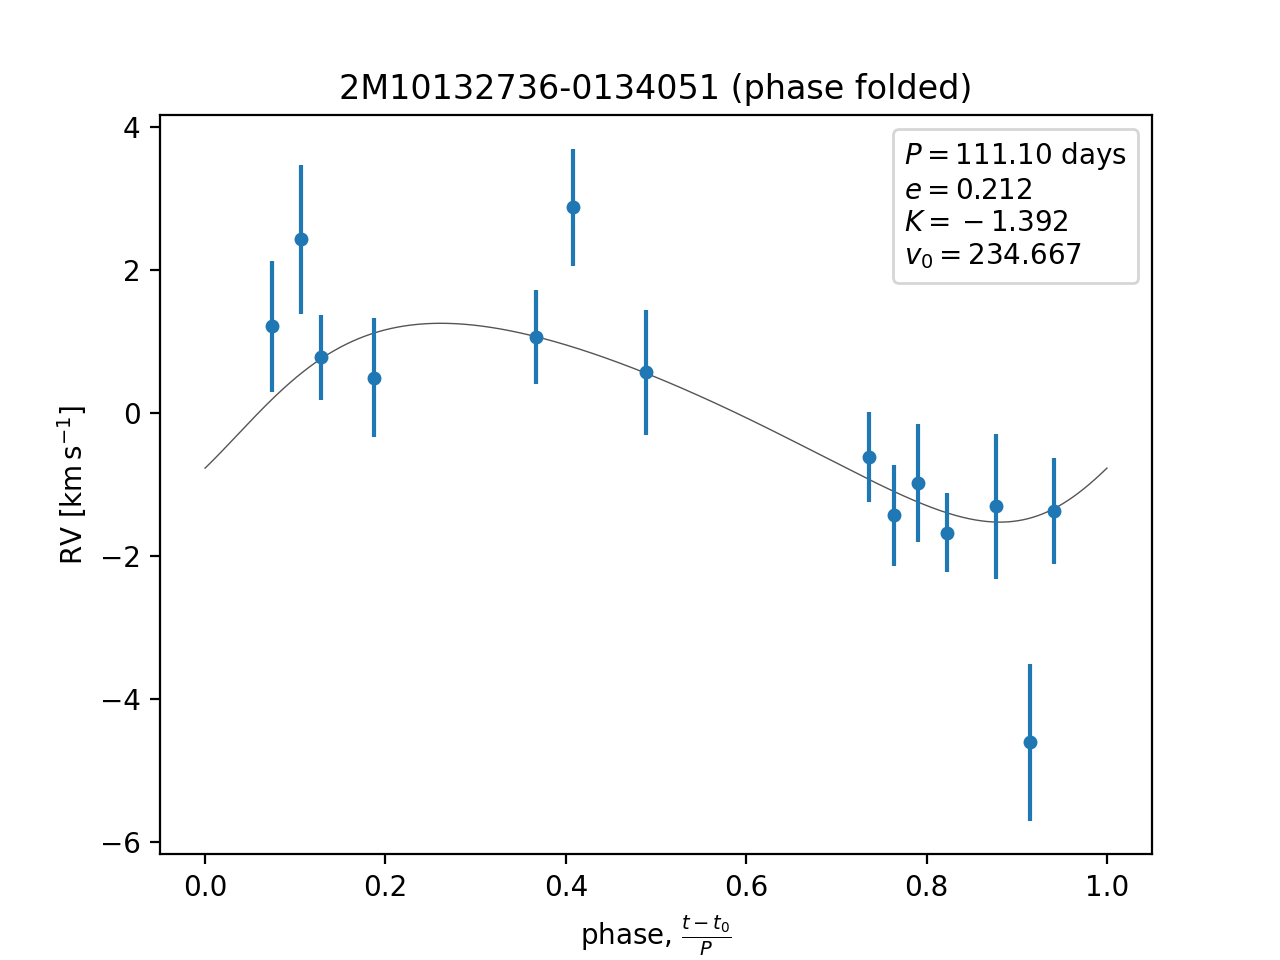 2M10132736-0134051 (phase folded)
P = 111.10 days
e = 0.212
K = −1.392
v₀ = 234.667
4
2
0
−2
−4
−6
RV [km s⁻¹]
0.0 0.2 0.4 0.6 0.8 1.0
phase, (t − t₀)/P